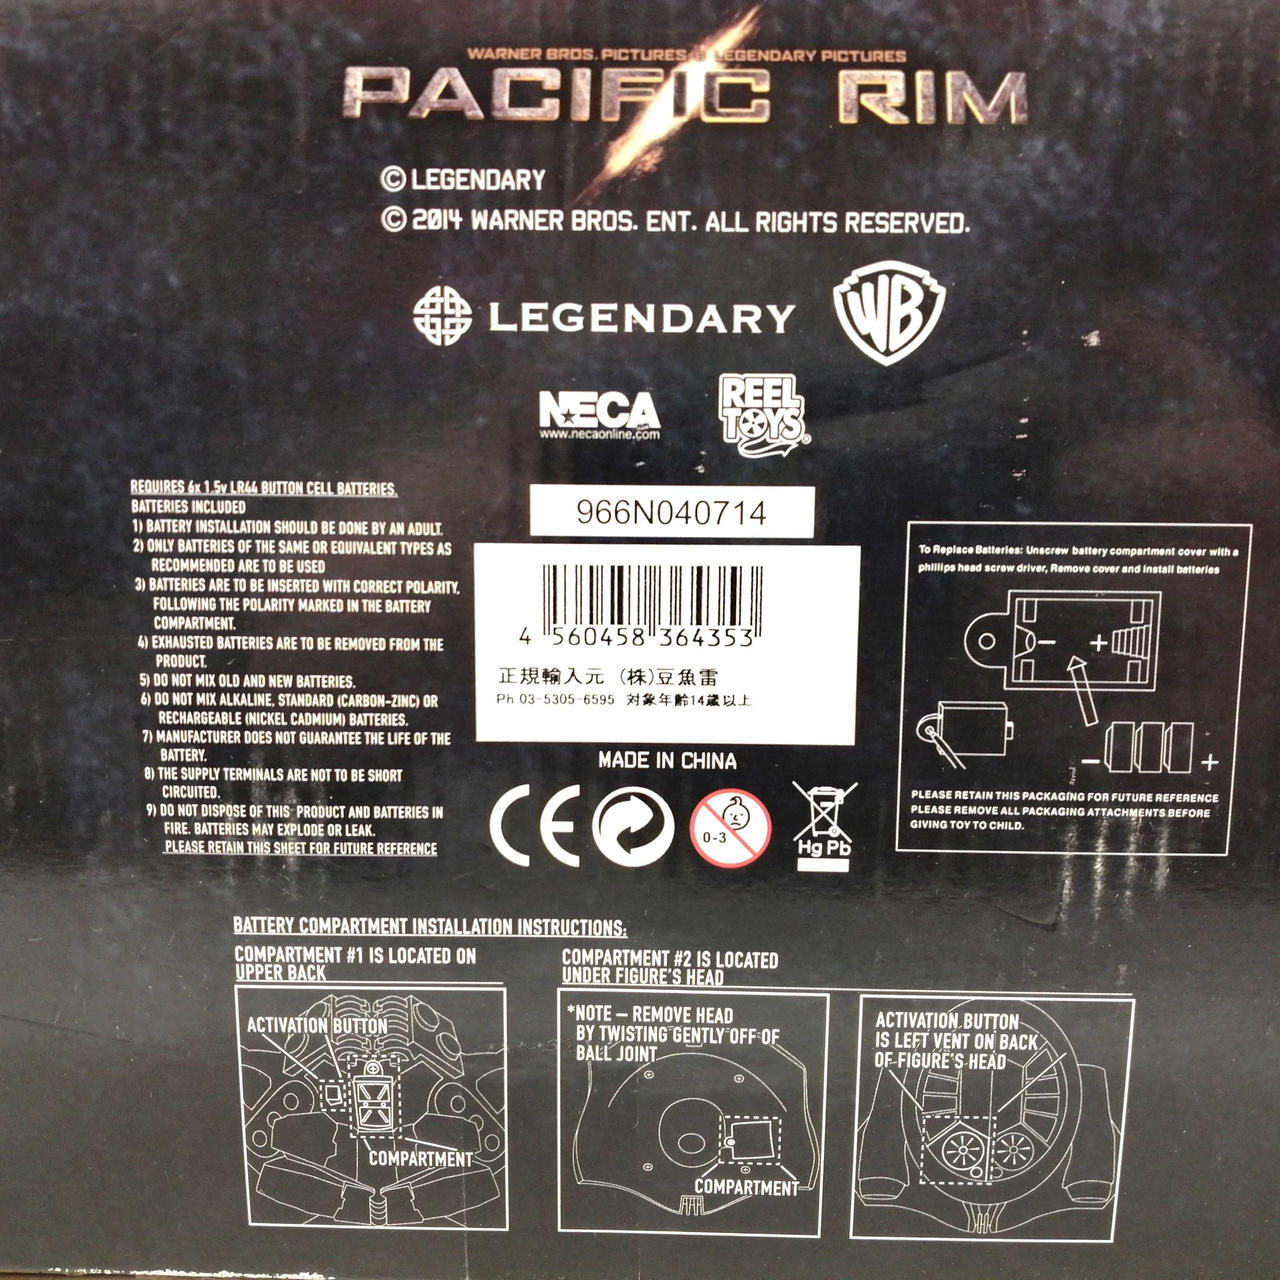 WARNER BROS. PICTURES & LEGENDARY PICTURES
PACIFIC RIM
© LEGENDARY
© 2014 WARNER BROS. ENT. ALL RIGHTS RESERVED.
LEGENDARY
WB
NECA
www.necaonline.com
REEL
TOYS®
REQUIRES 6x 1.5v LR44 BUTTON CELL BATTERIES.
BATTERIES INCLUDED
1) BATTERY INSTALLATION SHOULD BE DONE BY AN ADULT.
2) ONLY BATTERIES OF THE SAME OR EQUIVALENT TYPES AS
RECOMMENDED ARE TO BE USED
3) BATTERIES ARE TO BE INSERTED WITH CORRECT POLARITY,
FOLLOWING THE POLARITY MARKED IN THE BATTERY
COMPARTMENT.
4) EXHAUSTED BATTERIES ARE TO BE REMOVED FROM THE
PRODUCT.
5) DO NOT MIX OLD AND NEW BATTERIES.
6) DO NOT MIX ALKALINE, STANDARD (CARBON-ZINC) OR
RECHARGEABLE (NICKEL CADMIUM) BATTERIES.
7) MANUFACTURER DOES NOT GUARANTEE THE LIFE OF THE
BATTERY.
8) THE SUPPLY TERMINALS ARE NOT TO BE SHORT
CIRCUITED.
9) DO NOT DISPOSE OF THIS PRODUCT AND BATTERIES IN
FIRE. BATTERIES MAY EXPLODE OR LEAK.
PLEASE RETAIN THIS SHEET FOR FUTURE REFERENCE
966N040714
4 560458 364353
正規輸入元 (株)豆魚雷
Ph 03-5305-6595 対象年齢14歳以上
MADE IN CHINA
CE
0-3
Hg Pb
To Replace Batteries: Unscrew battery compartment cover with a
phillips head screw driver, Remove cover and install batteries
- +
- +
PLEASE RETAIN THIS PACKAGING FOR FUTURE REFERENCE
PLEASE REMOVE ALL PACKAGING ATTACHMENTS BEFORE
GIVING TOY TO CHILD.
BATTERY COMPARTMENT INSTALLATION INSTRUCTIONS:
COMPARTMENT #1 IS LOCATED ON
UPPER BACK
ACTIVATION BUTTON
COMPARTMENT
COMPARTMENT #2 IS LOCATED
UNDER FIGURE'S HEAD
*NOTE – REMOVE HEAD
BY TWISTING GENTLY OFF OF
BALL JOINT
COMPARTMENT
ACTIVATION BUTTON
IS LEFT VENT ON BACK
OF FIGURE'S HEAD